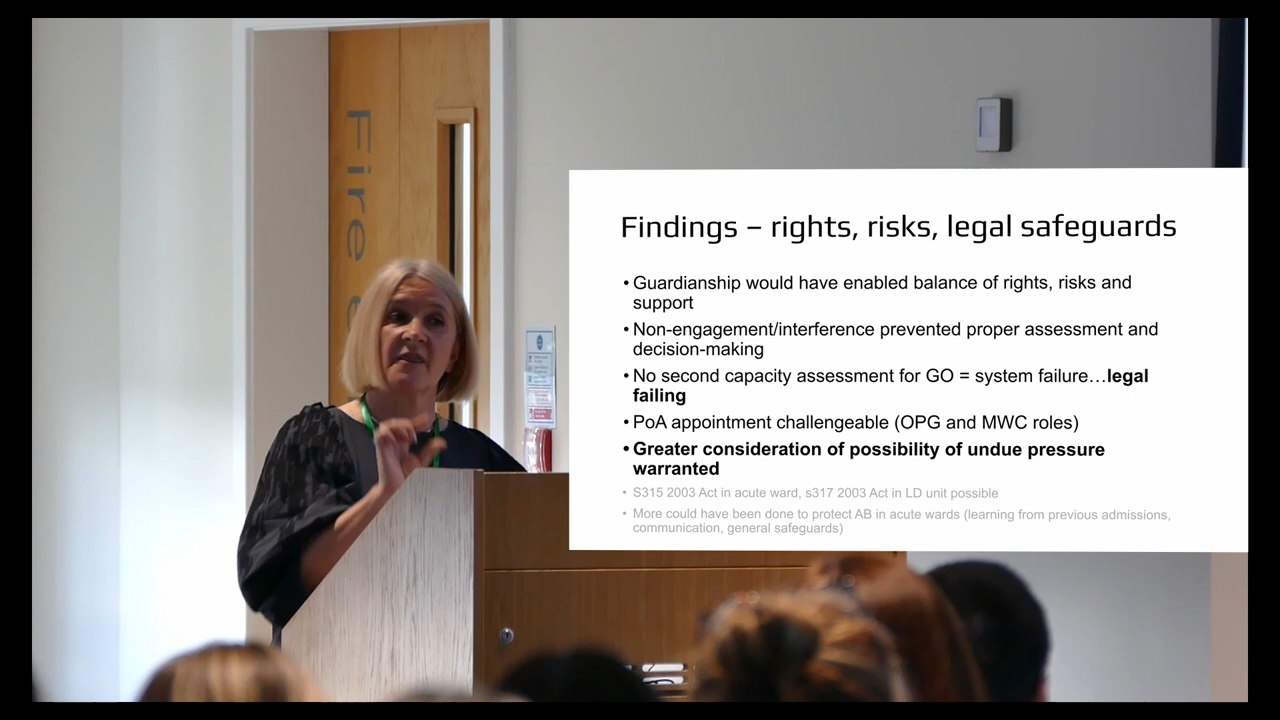 Fire
Findings – rights, risks, legal safeguards
•Guardianship would have enabled balance of rights, risks and
support
•Non-engagement/interference prevented proper assessment and
decision-making
•No second capacity assessment for GO = system failure…legal
failing
•PoA appointment challengeable (OPG and MWC roles)
•Greater consideration of possibility of undue pressure
warranted
• S315 2003 Act in acute ward, s317 2003 Act in LD unit possible
• More could have been done to protect AB in acute wards (learning from previous admissions,
communication, general safeguards)